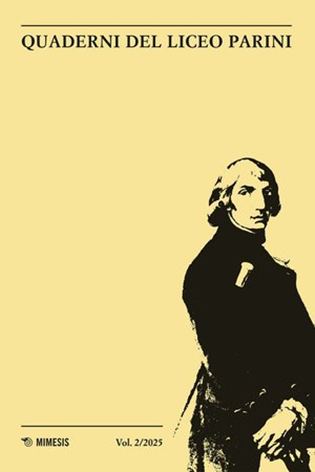 QUADERNI DEL LICEO PARINI
MIMESIS Vol. 2/2025